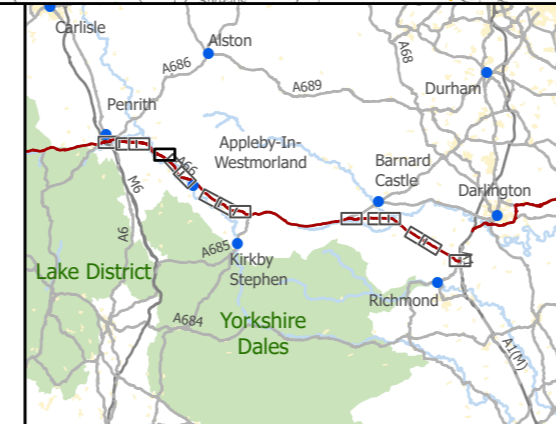 Carlisle
Alston
A686
A68
A689
Durham
Penrith
Appleby-In-
Westmorland
A66
Barnard
Castle
Darlington
M6
A6
A685
Kirkby
Stephen
Lake District
Richmond
A684
Yorkshire
Dales
A1(M)